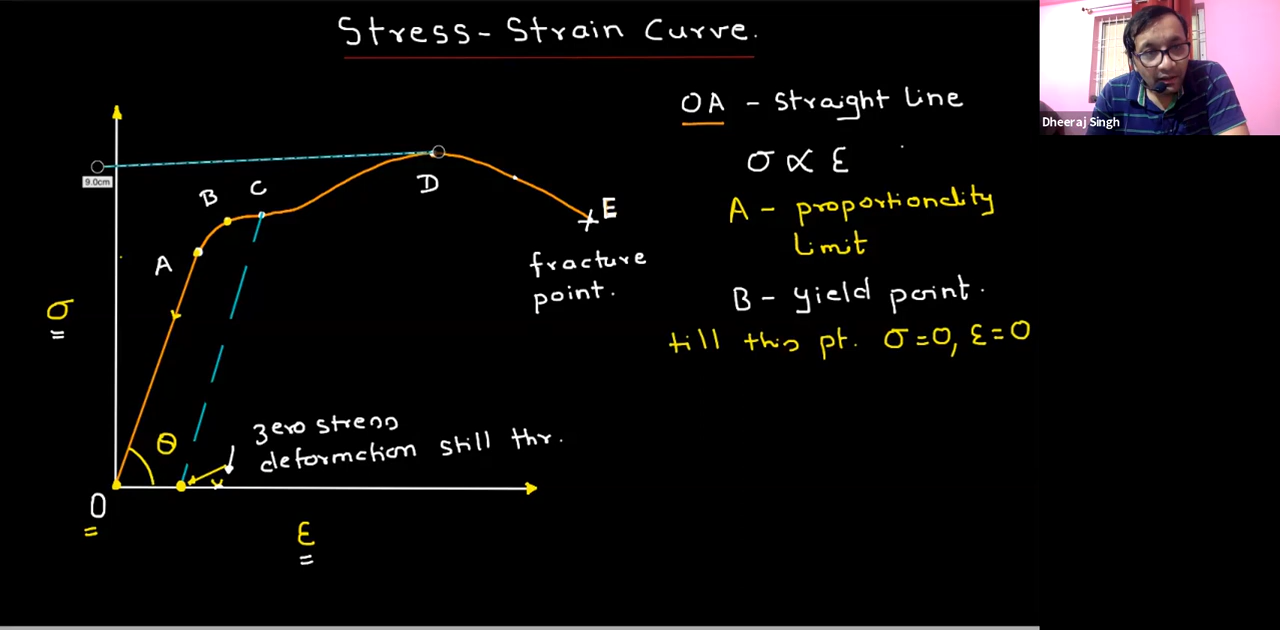 Stress - Strain Curve.
Dheeraj Singh
OA - Straight Line
σ ∝ ε
A - proportionality
Limit
B - yield point.
till this pt. σ=0, ε=0
9.0cm
B
C
D
E
A
fracture
point.
σ
θ
zero stress
deformation still thr.
O
ε